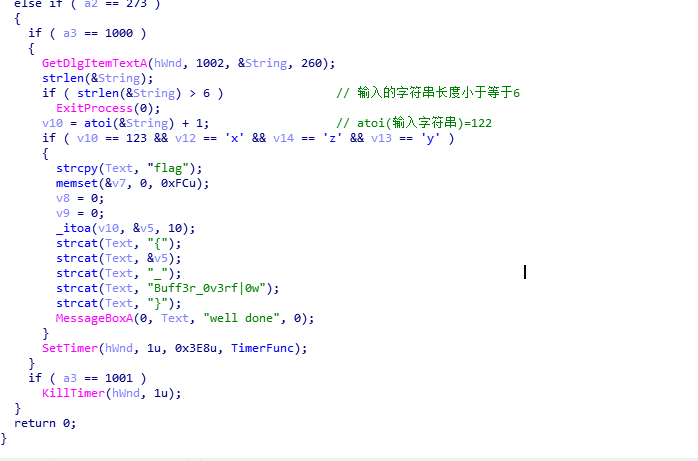 else if ( a2 == 273 )
{
if ( a3 == 1000 )
{
GetDlgItemTextA(hWnd, 1002, &String, 260);
strlen(&String);
if ( strlen(&String) > 6 ) // 输入的字符串长度小于等于6
ExitProcess(0);
v10 = atoi(&String) + 1; // atoi(输入字符串)=122
if ( v10 == 123 && v12 == 'x' && v14 == 'z' && v13 == 'y' )
{
strcpy(Text, "flag");
memset(&v7, 0, 0xFCu);
v8 = 0;
v9 = 0;
_itoa(v10, &v5, 10);
strcat(Text, "{");
strcat(Text, &v5);
strcat(Text, "_");
strcat(Text, "Buff3r_0v3rf|0w");
strcat(Text, "}");
MessageBoxA(0, Text, "well done", 0);
}
SetTimer(hWnd, 1u, 0x3E8u, TimerFunc);
}
if ( a3 == 1001 )
KillTimer(hWnd, 1u);
}
return 0;
}